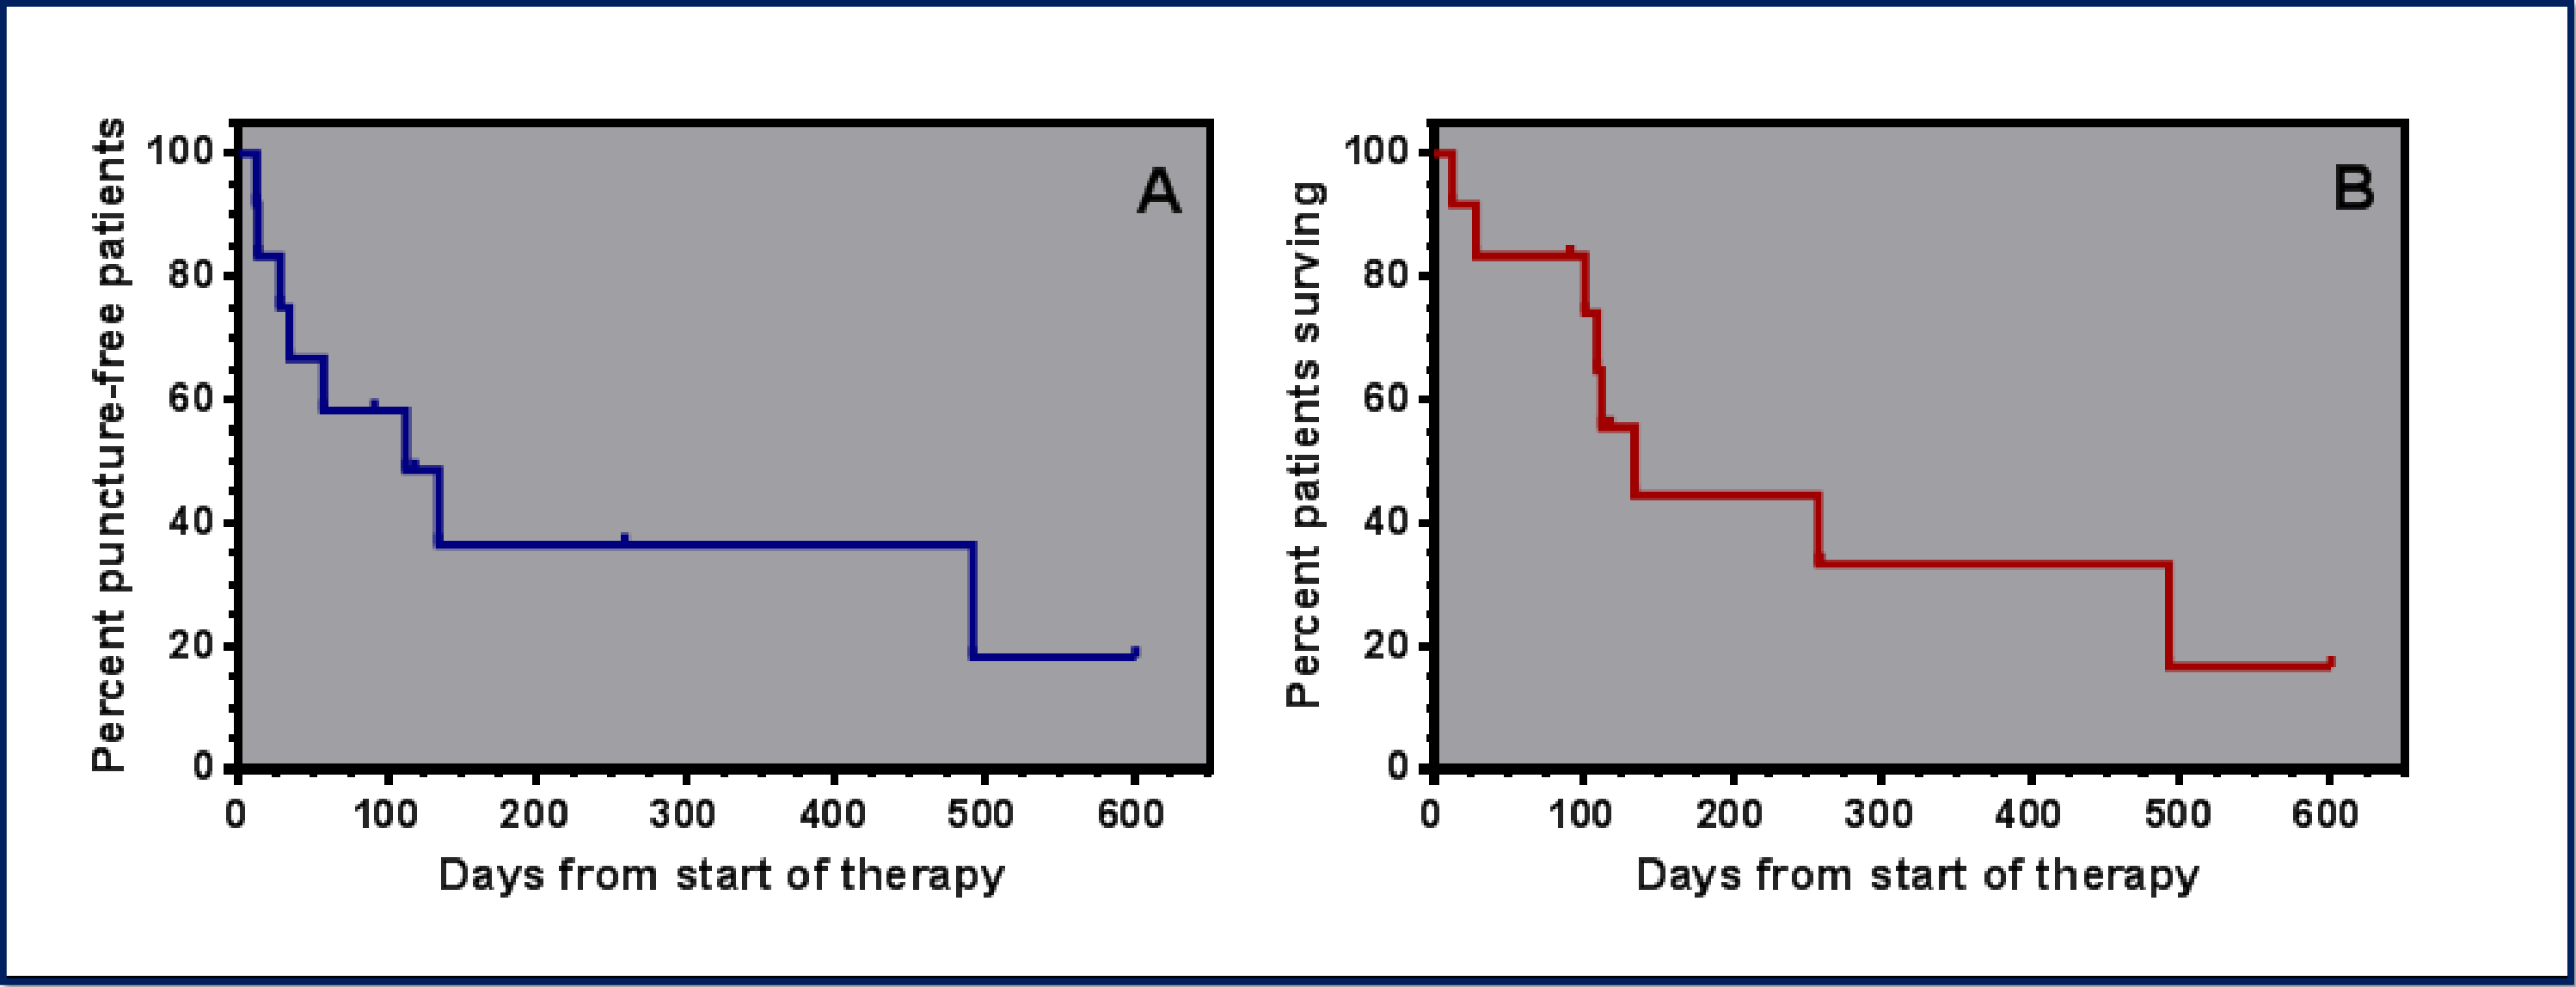 Percent puncture-free patients
100
80
60
40
20
0
A
0 100 200 300 400 500 600
Days from start of therapy
Percent patients surving
100
80
60
40
20
0
B
0 100 200 300 400 500 600
Days from start of therapy